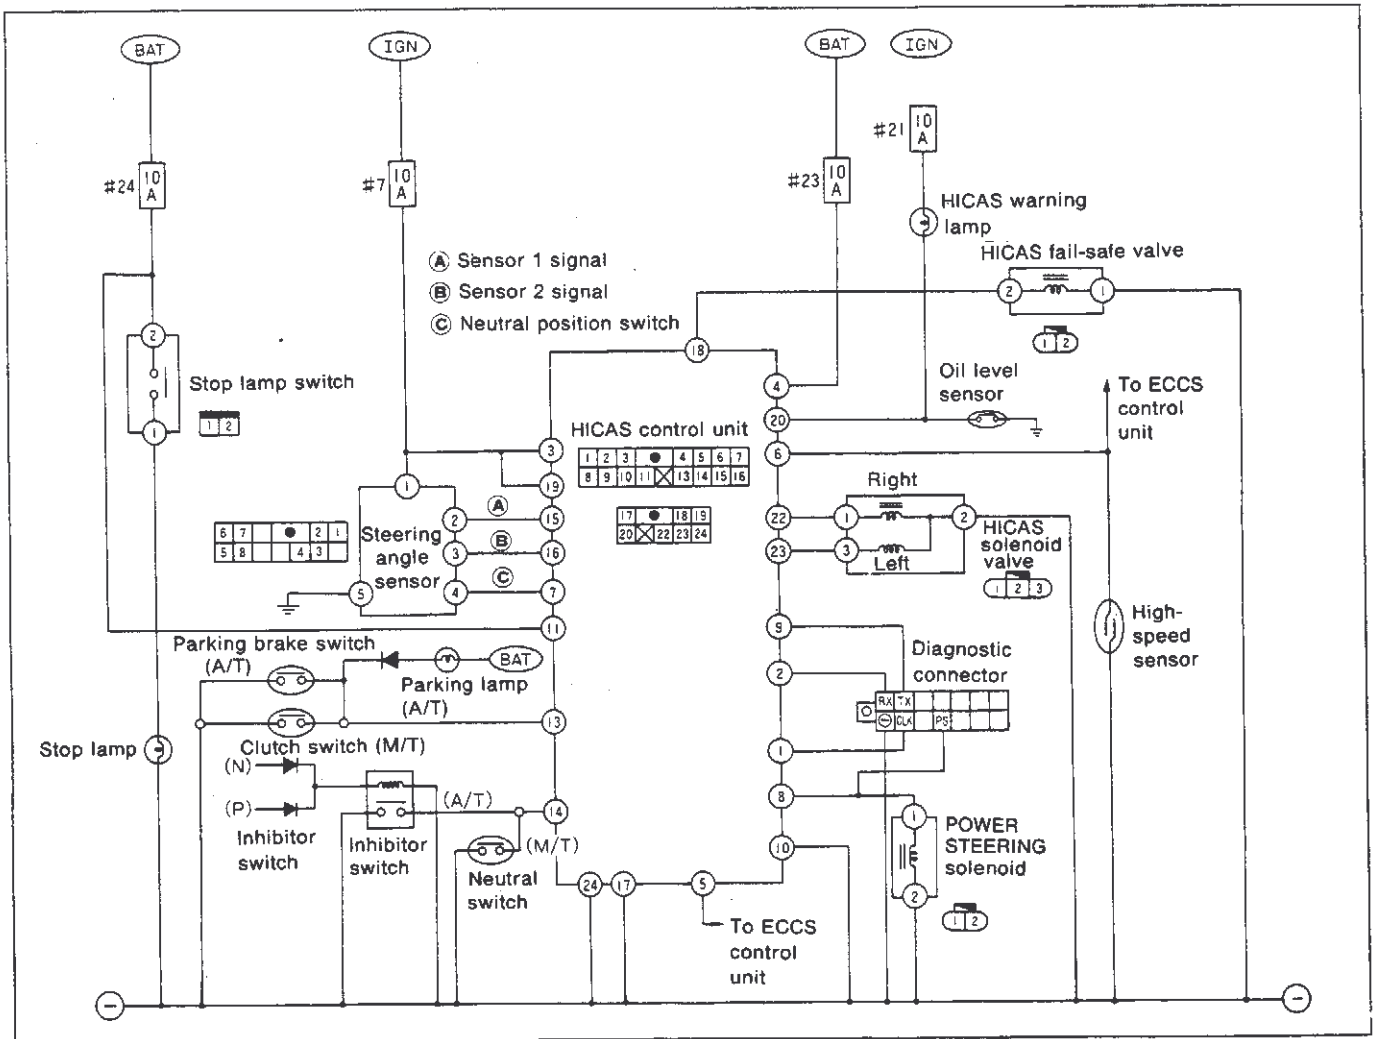 BAT
IGN
BAT
IGN
#24
10
A
#7
10
A
#23
10
A
#21
10
A
HICAS warning
lamp
HICAS fail-safe valve
2
1
1 2
Ⓐ Sensor 1 signal
Ⓑ Sensor 2 signal
Ⓒ Neutral position switch
2
Stop lamp switch
1
1 2
18
4
20
6
Oil level
sensor
To ECCS
control
unit
HICAS control unit
1 2 3 4 5 6 7
8 9 10 11 13 14 15 16
17 18 19
20 22 23 24
3
19
15
16
7
11
13
14
1
Steering
angle
sensor
2
3
4
5
Ⓐ
Ⓑ
Ⓒ
6 7 2 1
5 8 4 3
22
23
Right
1
2
3
Left
HICAS
solenoid
valve
1 2 3
High-
speed
sensor
Parking brake switch
(A/T)
BAT
Parking lamp
(A/T)
Clutch switch (M/T)
Stop lamp
(N)
(P)
Inhibitor
switch
Inhibitor
switch
(A/T)
(M/T)
Neutral
switch
9
2
1
8
10
Diagnostic
connector
RX TX
⊖ CLK PS
1
2
POWER
STEERING
solenoid
1 2
24
17
5
To ECCS
control
unit
−
−